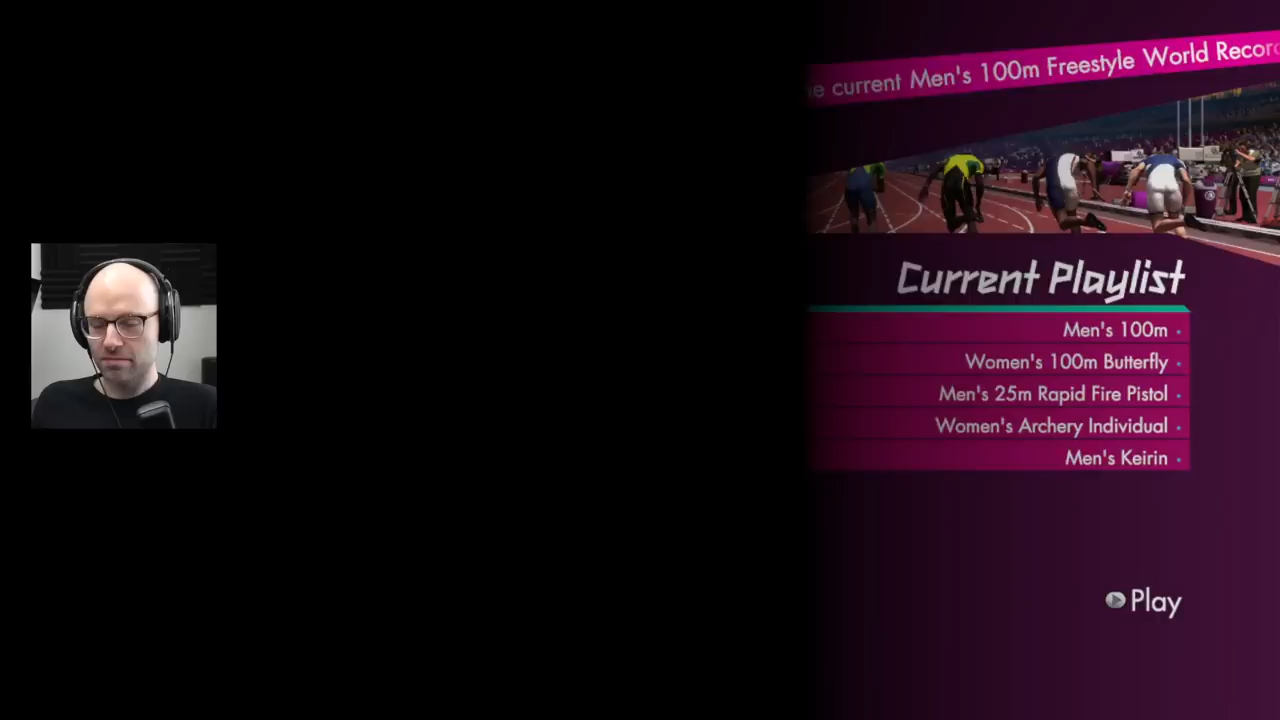 current Men's 100m Freestyle World Record
Current Playlist
Men's 100m
Women's 100m Butterfly
Men's 25m Rapid Fire Pistol
Women's Archery Individual
Men's Keirin
Play